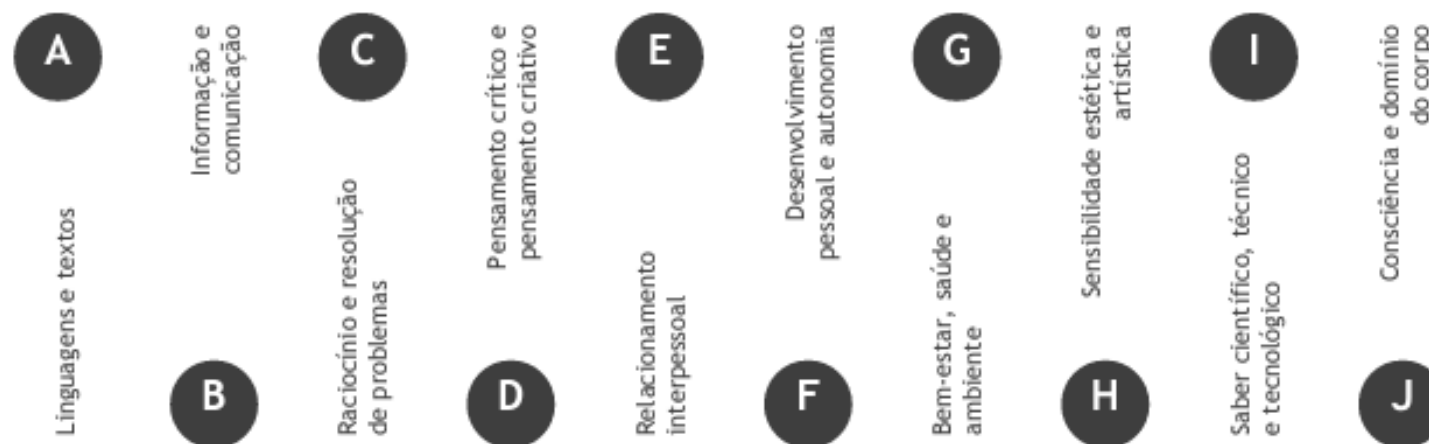 A
Linguagens e textos
B
Informação e
comunicação
C
Raciocínio e resolução
de problemas
D
Pensamento crítico e
pensamento criativo
E
Relacionamento
interpessoal
F
Desenvolvimento
pessoal e autonomia
G
Bem-estar, saúde e
ambiente
H
Sensibilidade estética e
artística
I
Saber científico, técnico
e tecnológico
J
Consciência e domínio
do corpo